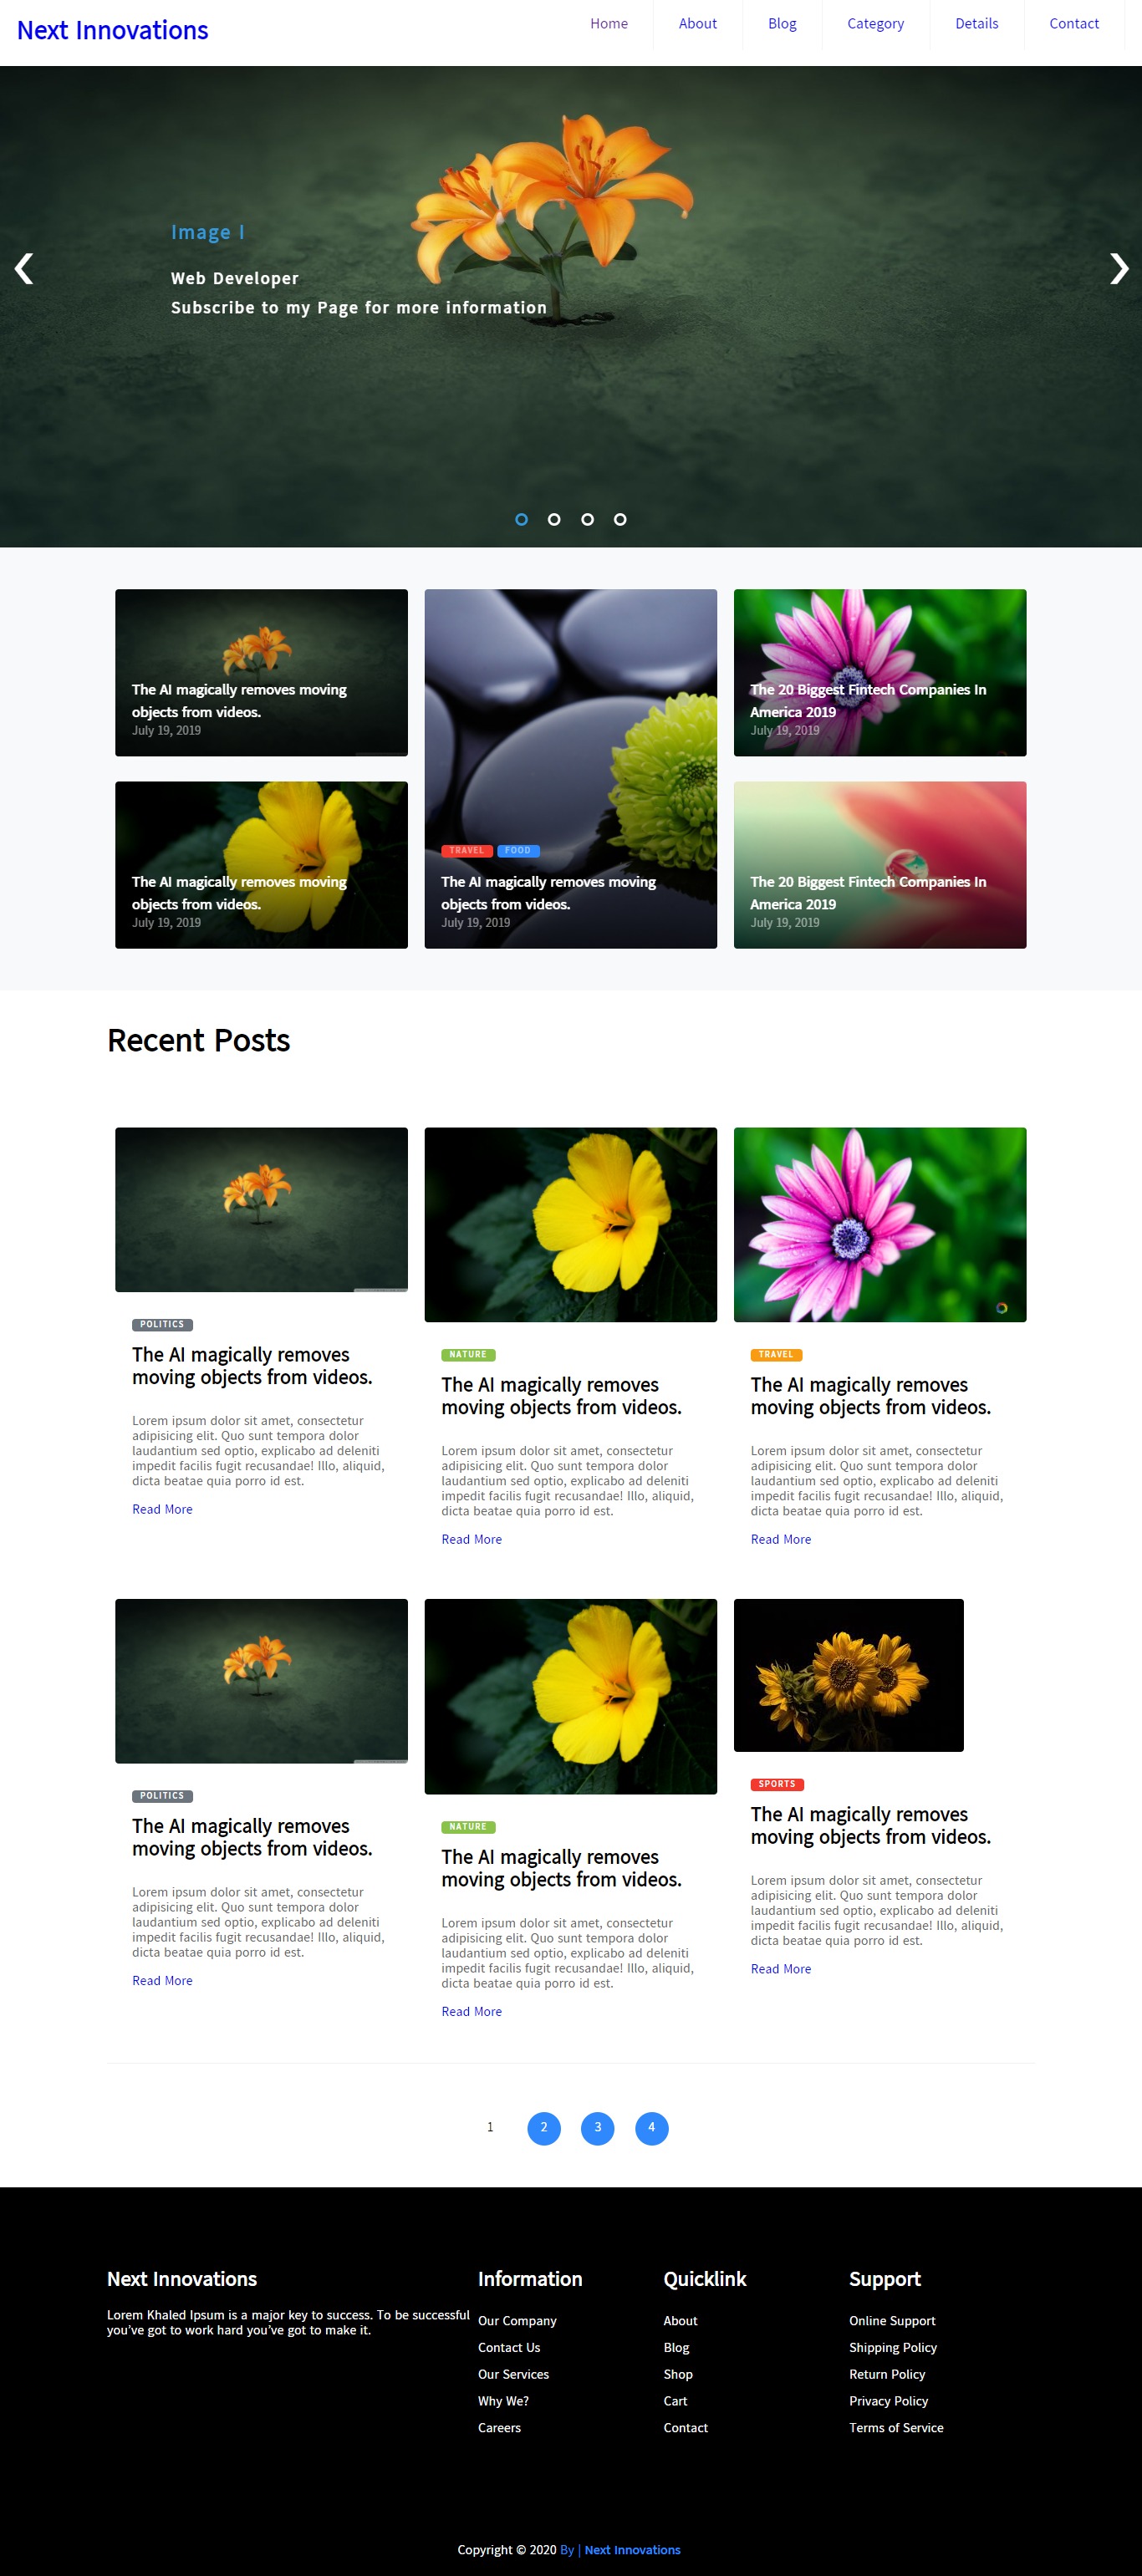 Next Innovations
Home About Blog Category Details Contact
Image I
Web Developer
Subscribe to my Page for more information
The AI magically removes moving
objects from videos.
July 19, 2019
The AI magically removes moving
objects from videos.
July 19, 2019
TRAVEL FOOD
The AI magically removes moving
objects from videos.
July 19, 2019
The 20 Biggest Fintech Companies In
America 2019
July 19, 2019
The 20 Biggest Fintech Companies In
America 2019
July 19, 2019
Recent Posts
POLITICS
The AI magically removes
moving objects from videos.
Lorem ipsum dolor sit amet, consectetur
adipisicing elit. Quo sunt tempora dolor
laudantium sed optio, explicabo ad deleniti
impedit facilis fugit recusandae! Illo, aliquid,
dicta beatae quia porro id est.
Read More
NATURE
The AI magically removes
moving objects from videos.
Lorem ipsum dolor sit amet, consectetur
adipisicing elit. Quo sunt tempora dolor
laudantium sed optio, explicabo ad deleniti
impedit facilis fugit recusandae! Illo, aliquid,
dicta beatae quia porro id est.
Read More
TRAVEL
The AI magically removes
moving objects from videos.
Lorem ipsum dolor sit amet, consectetur
adipisicing elit. Quo sunt tempora dolor
laudantium sed optio, explicabo ad deleniti
impedit facilis fugit recusandae! Illo, aliquid,
dicta beatae quia porro id est.
Read More
POLITICS
The AI magically removes
moving objects from videos.
Lorem ipsum dolor sit amet, consectetur
adipisicing elit. Quo sunt tempora dolor
laudantium sed optio, explicabo ad deleniti
impedit facilis fugit recusandae! Illo, aliquid,
dicta beatae quia porro id est.
Read More
NATURE
The AI magically removes
moving objects from videos.
Lorem ipsum dolor sit amet, consectetur
adipisicing elit. Quo sunt tempora dolor
laudantium sed optio, explicabo ad deleniti
impedit facilis fugit recusandae! Illo, aliquid,
dicta beatae quia porro id est.
Read More
SPORTS
The AI magically removes
moving objects from videos.
Lorem ipsum dolor sit amet, consectetur
adipisicing elit. Quo sunt tempora dolor
laudantium sed optio, explicabo ad deleniti
impedit facilis fugit recusandae! Illo, aliquid,
dicta beatae quia porro id est.
Read More
1 2 3 4
Next Innovations
Lorem Khaled Ipsum is a major key to success. To be successful
you’ve got to work hard you’ve got to make it.
Information
Our Company
Contact Us
Our Services
Why We?
Careers
Quicklink
About
Blog
Shop
Cart
Contact
Support
Online Support
Shipping Policy
Return Policy
Privacy Policy
Terms of Service
Copyright © 2020 By | Next Innovations